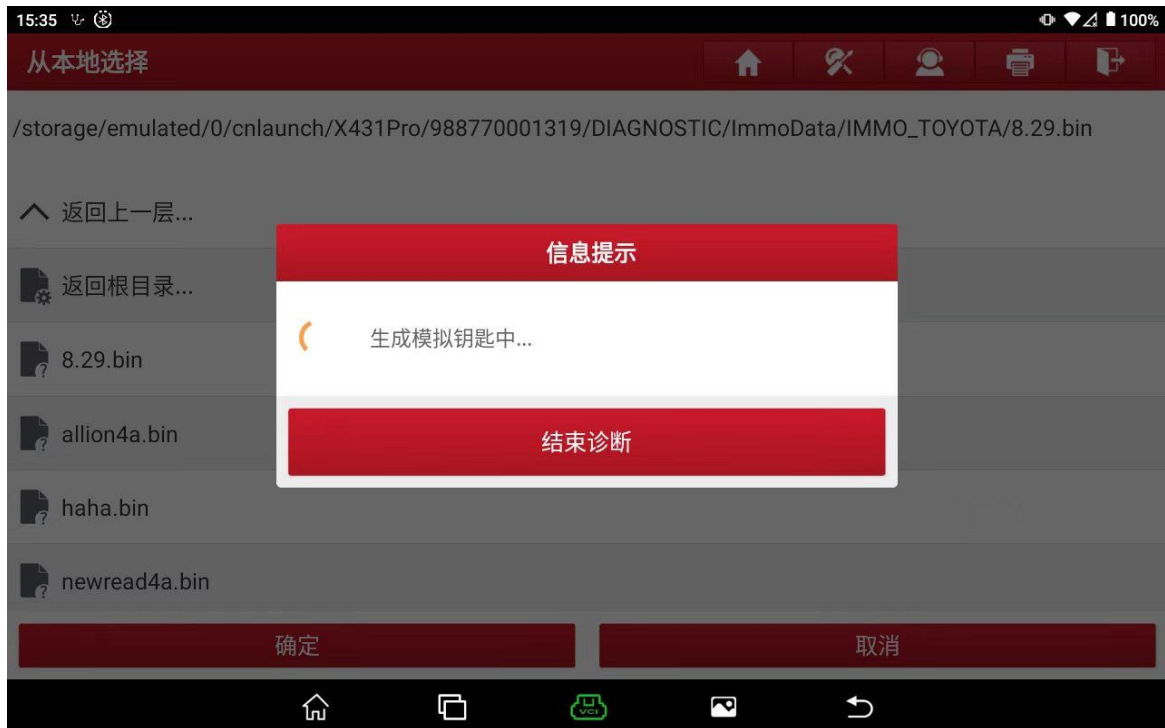 15:35
100%
从本地选择
/storage/emulated/0/cnlaunch/X431Pro/988770001319/DIAGNOSTIC/ImmoData/IMMO_TOYOTA/8.29.bin
返回上一层...
信息提示
返回根目录...
生成模拟钥匙中...
8.29.bin
allion4a.bin
结束诊断
haha.bin
newread4a.bin
确定
取消
VCI